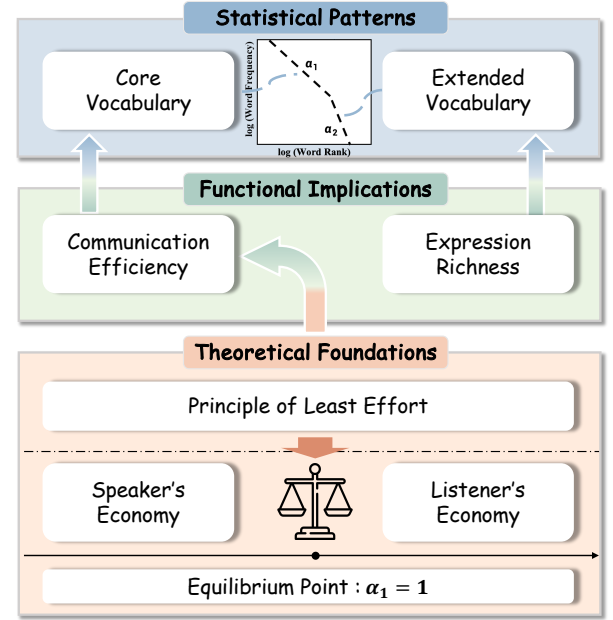 Statistical Patterns
Core
Vocabulary
log (Word Frequency)
α₁
α₂
log (Word Rank)
Extended
Vocabulary
Functional Implications
Communication
Efficiency
Expression
Richness
Theoretical Foundations
Principle of Least Effort
Speaker's
Economy
Listener's
Economy
Equilibrium Point : α₁ = 1